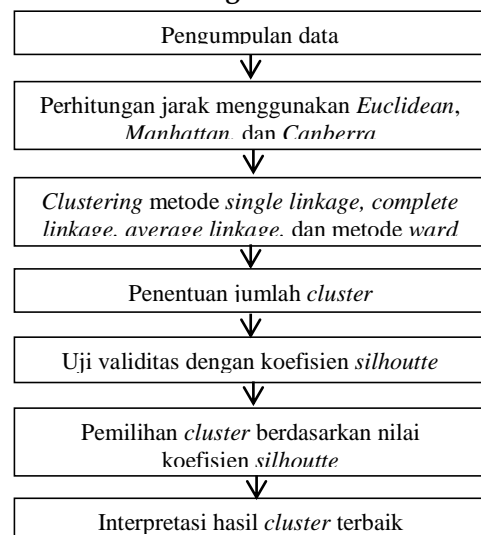 Pengumpulan data
Perhitungan jarak menggunakan Euclidean,
Manhattan, dan Canberra
Clustering metode single linkage, complete
linkage, average linkage, dan metode ward
Penentuan jumlah cluster
Uji validitas dengan koefisien silhoutte
Pemilihan cluster berdasarkan nilai
koefisien silhoutte
Interpretasi hasil cluster terbaik